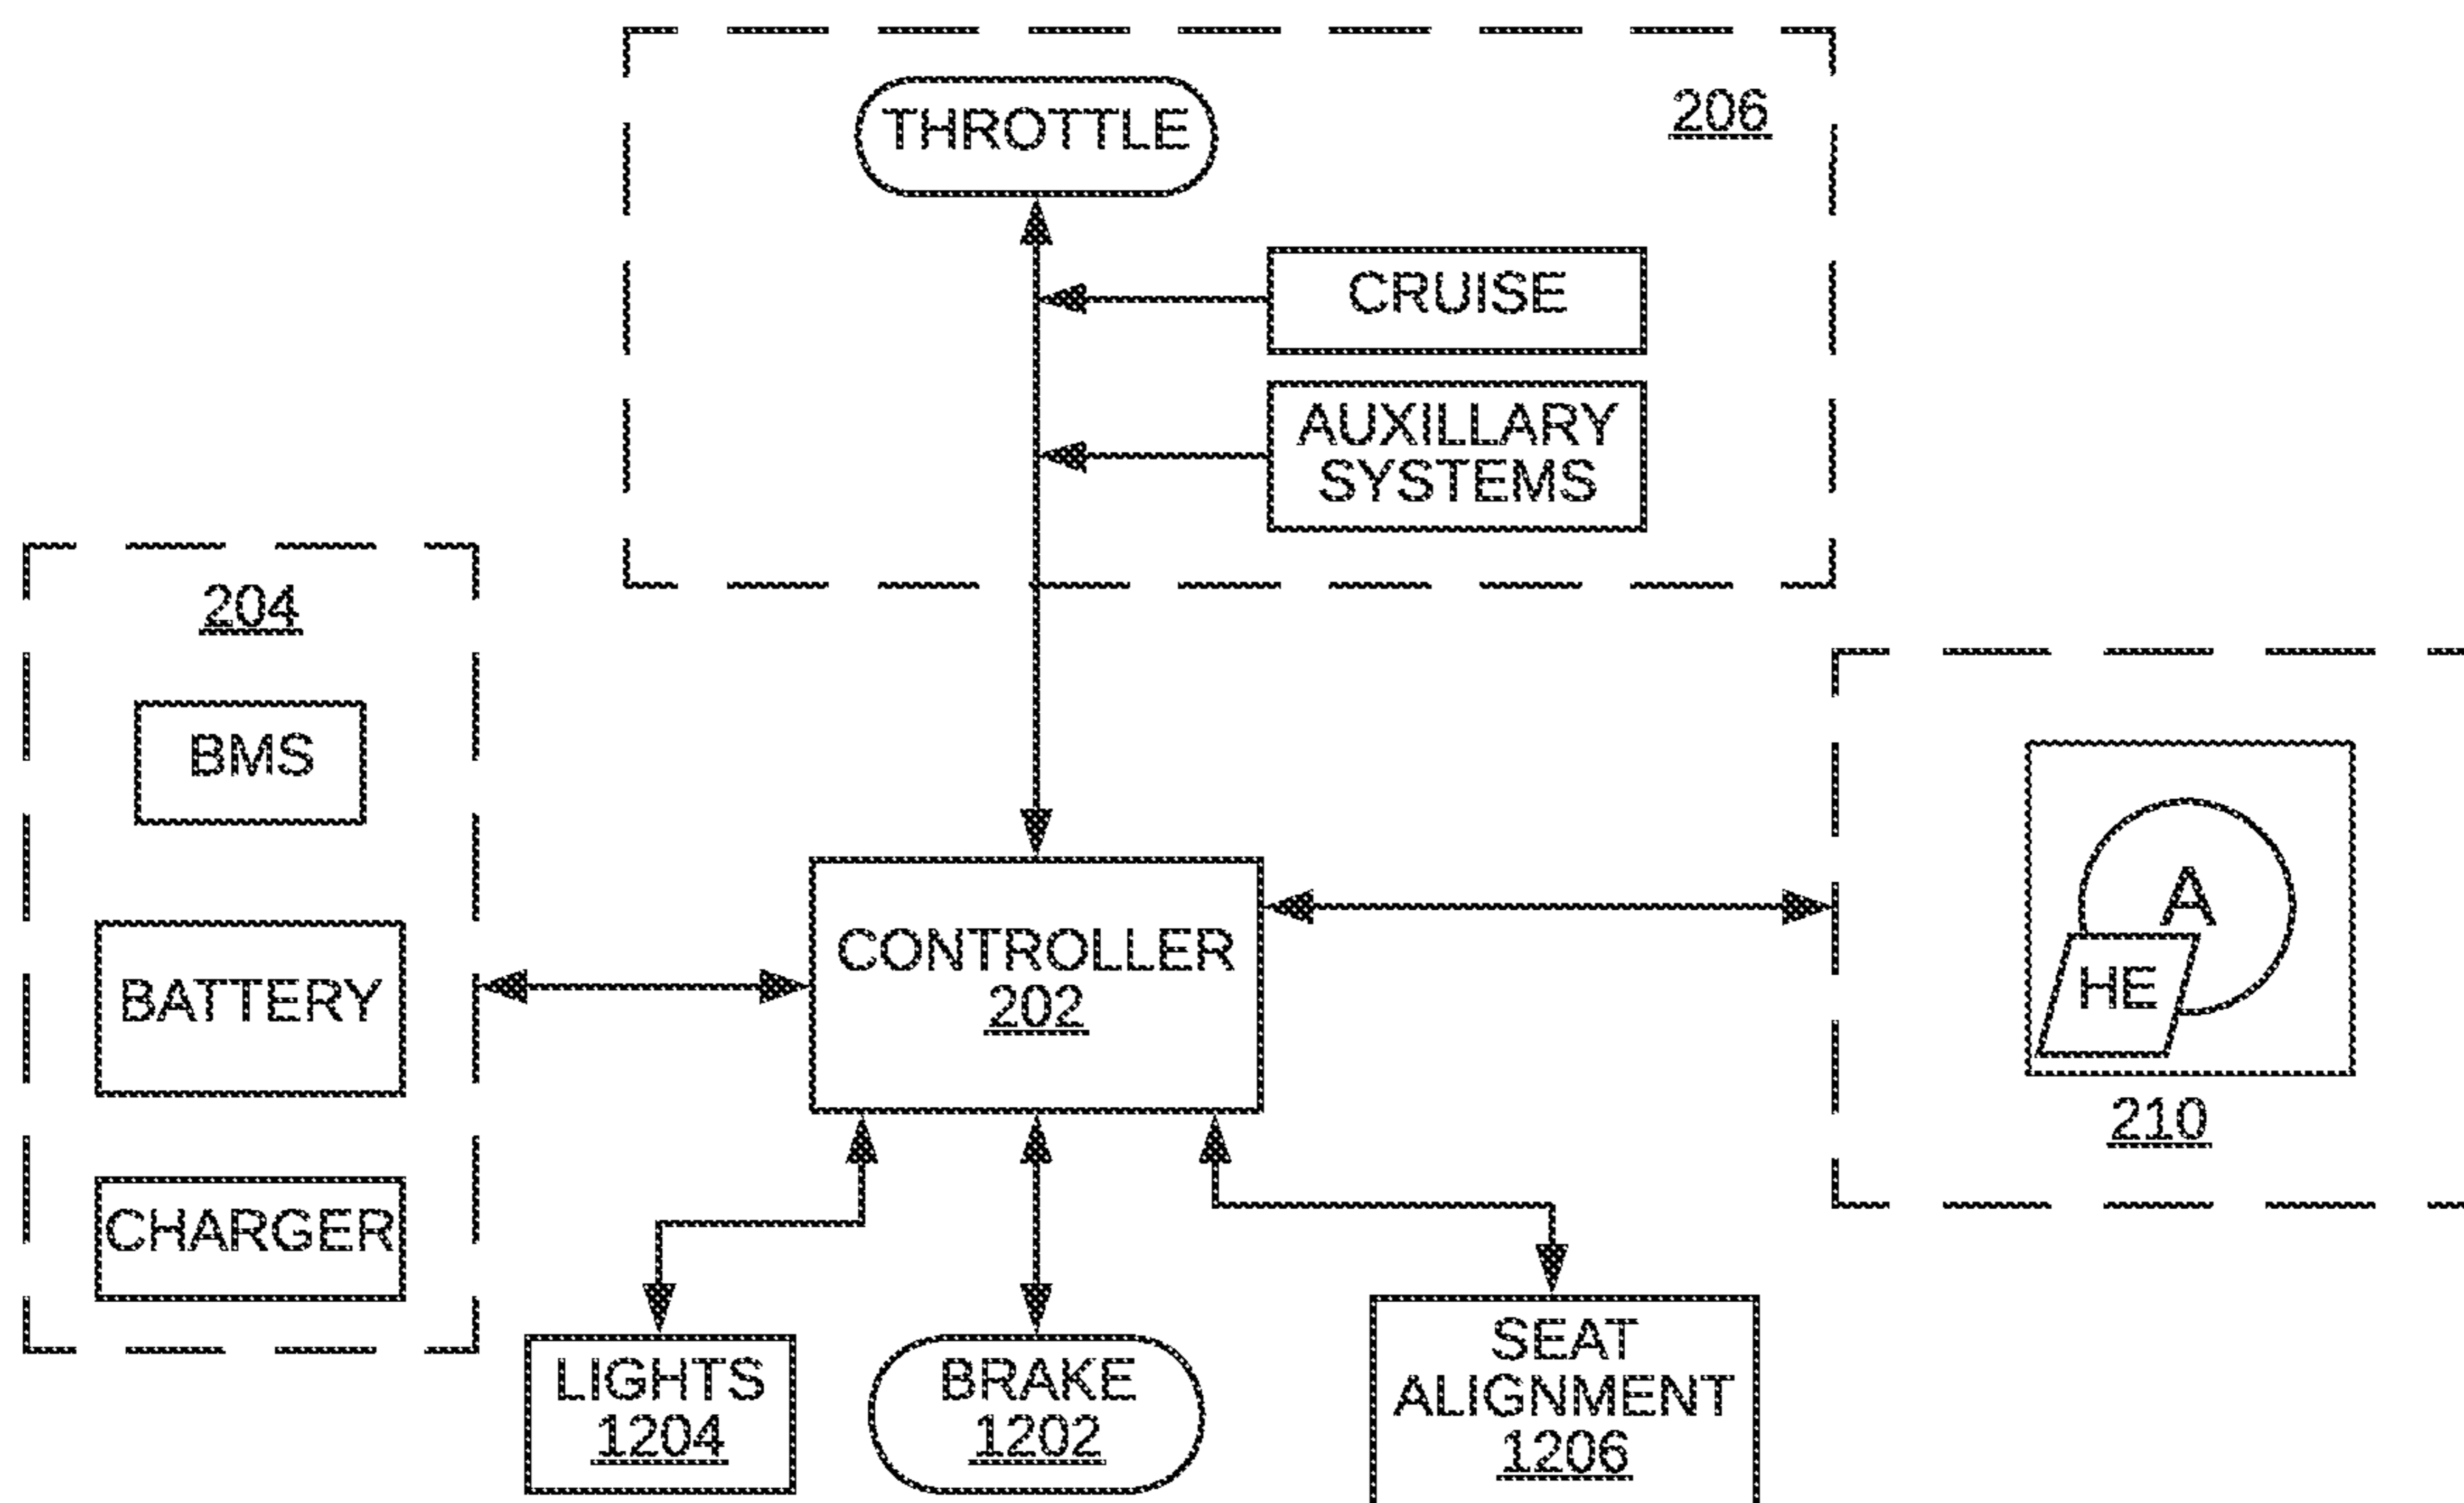 THROTTLE
206
CRUISE
AUXILLARY
SYSTEMS
204
BMS
BATTERY
CHARGER
CONTROLLER
202
A
HE
210
LIGHTS
1204
BRAKE
1202
SEAT
ALIGNMENT
1206